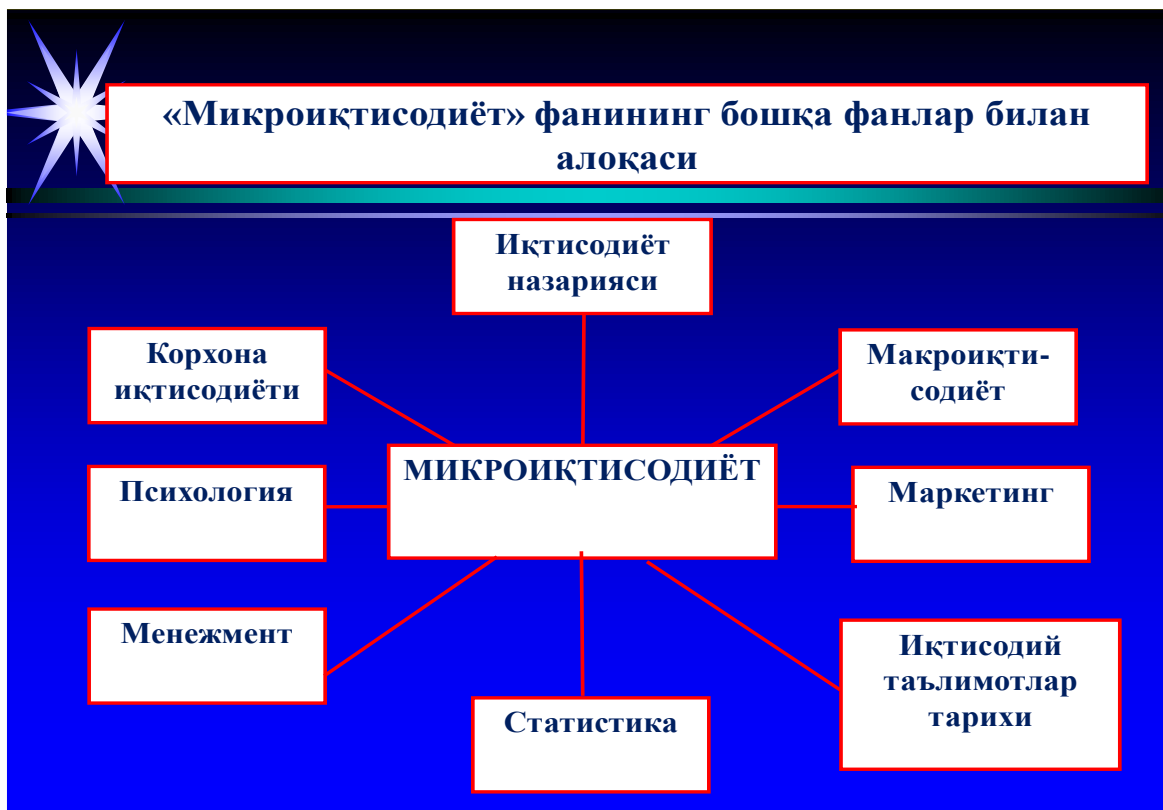 «Микроиқтисодиёт» фанининг бошқа фанлар билан
алоқаси
Иқтисодиёт
назарияси
Корхона
иқтисодиёти
Макроиқти-
содиёт
МИКРОИҚТИСОДИЁТ
Психология
Маркетинг
Менежмент
Иқтисодий
таълимотлар
тарихи
Статистика